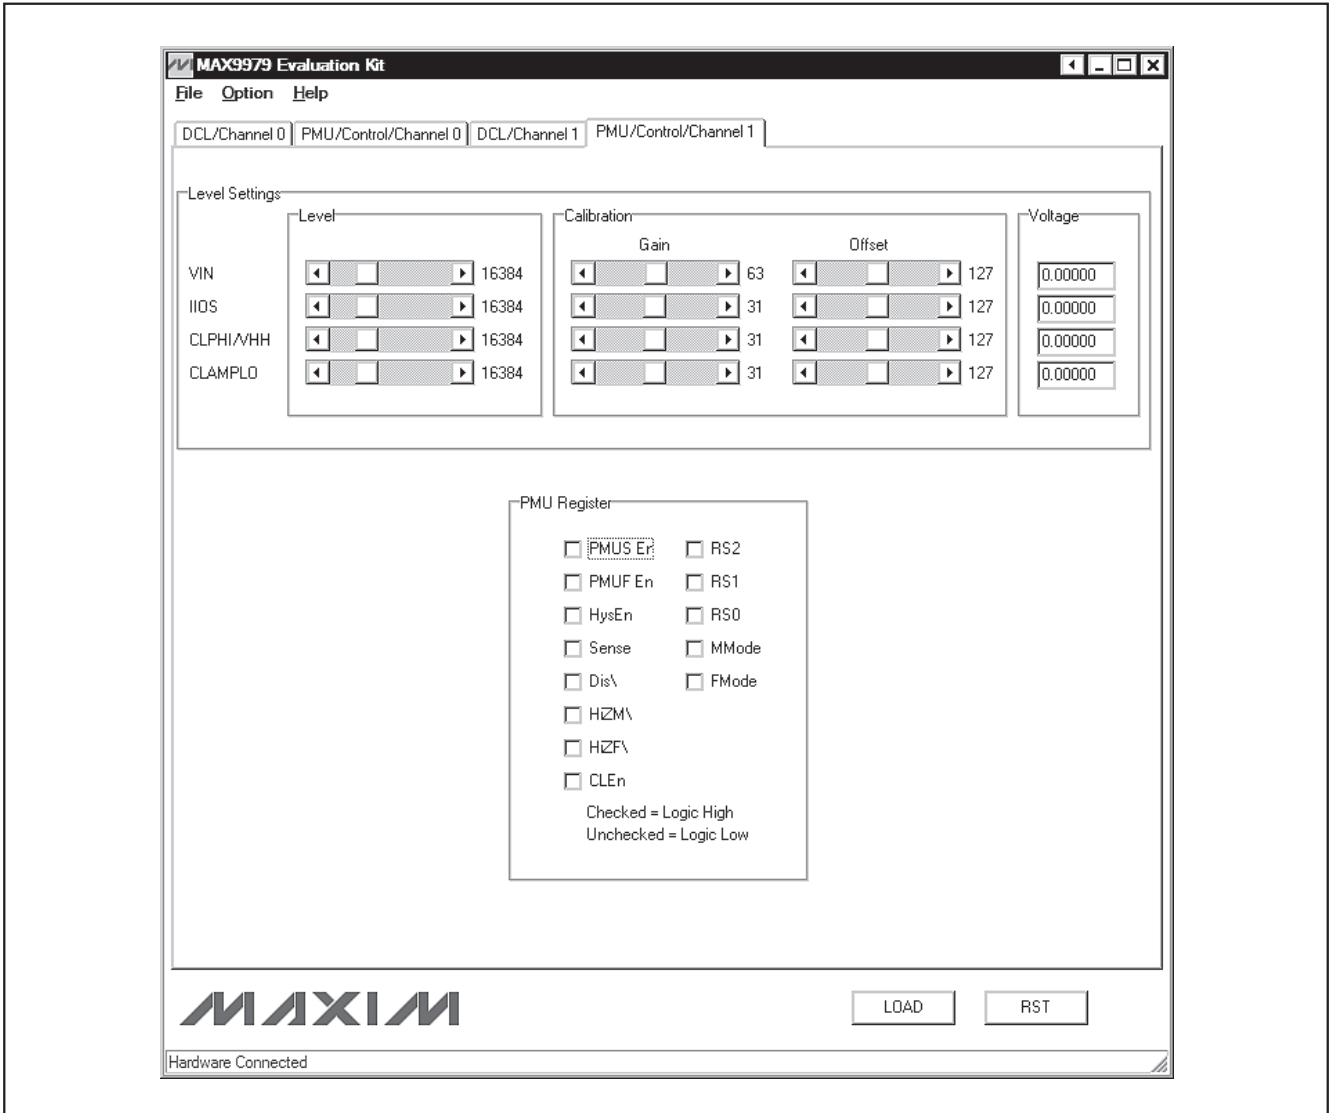 MAX9979 Evaluation Kit
File Option Help
DCL/Channel 0 PMU/Control/Channel 0 DCL/Channel 1 PMU/Control/Channel 1
Level Settings
Level Calibration Voltage
Gain Offset
VIN 16384 63 127 0.00000
IIOS 16384 31 127 0.00000
CLPHI/VHH 16384 31 127 0.00000
CLAMPLO 16384 31 127 0.00000
PMU Register
PMUS Er RS2
PMUF En RS1
HysEn RS0
Sense MMode
Dis\ FMode
HiZM\
HiZF\
CLEn
Checked = Logic High
Unchecked = Logic Low
MAXIM LOAD RST
Hardware Connected